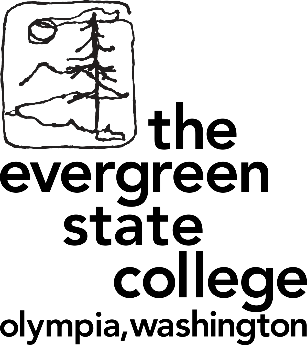 the
evergreen
state
college
olympia, washington